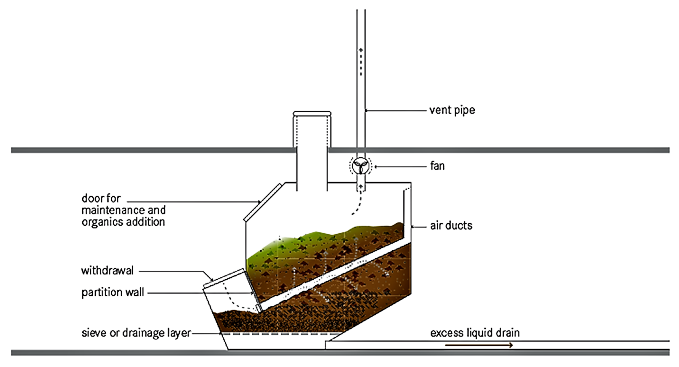 vent pipe
fan
door for
maintenance and
organics addition
air ducts
withdrawal
partition wall
sieve or drainage layer
excess liquid drain